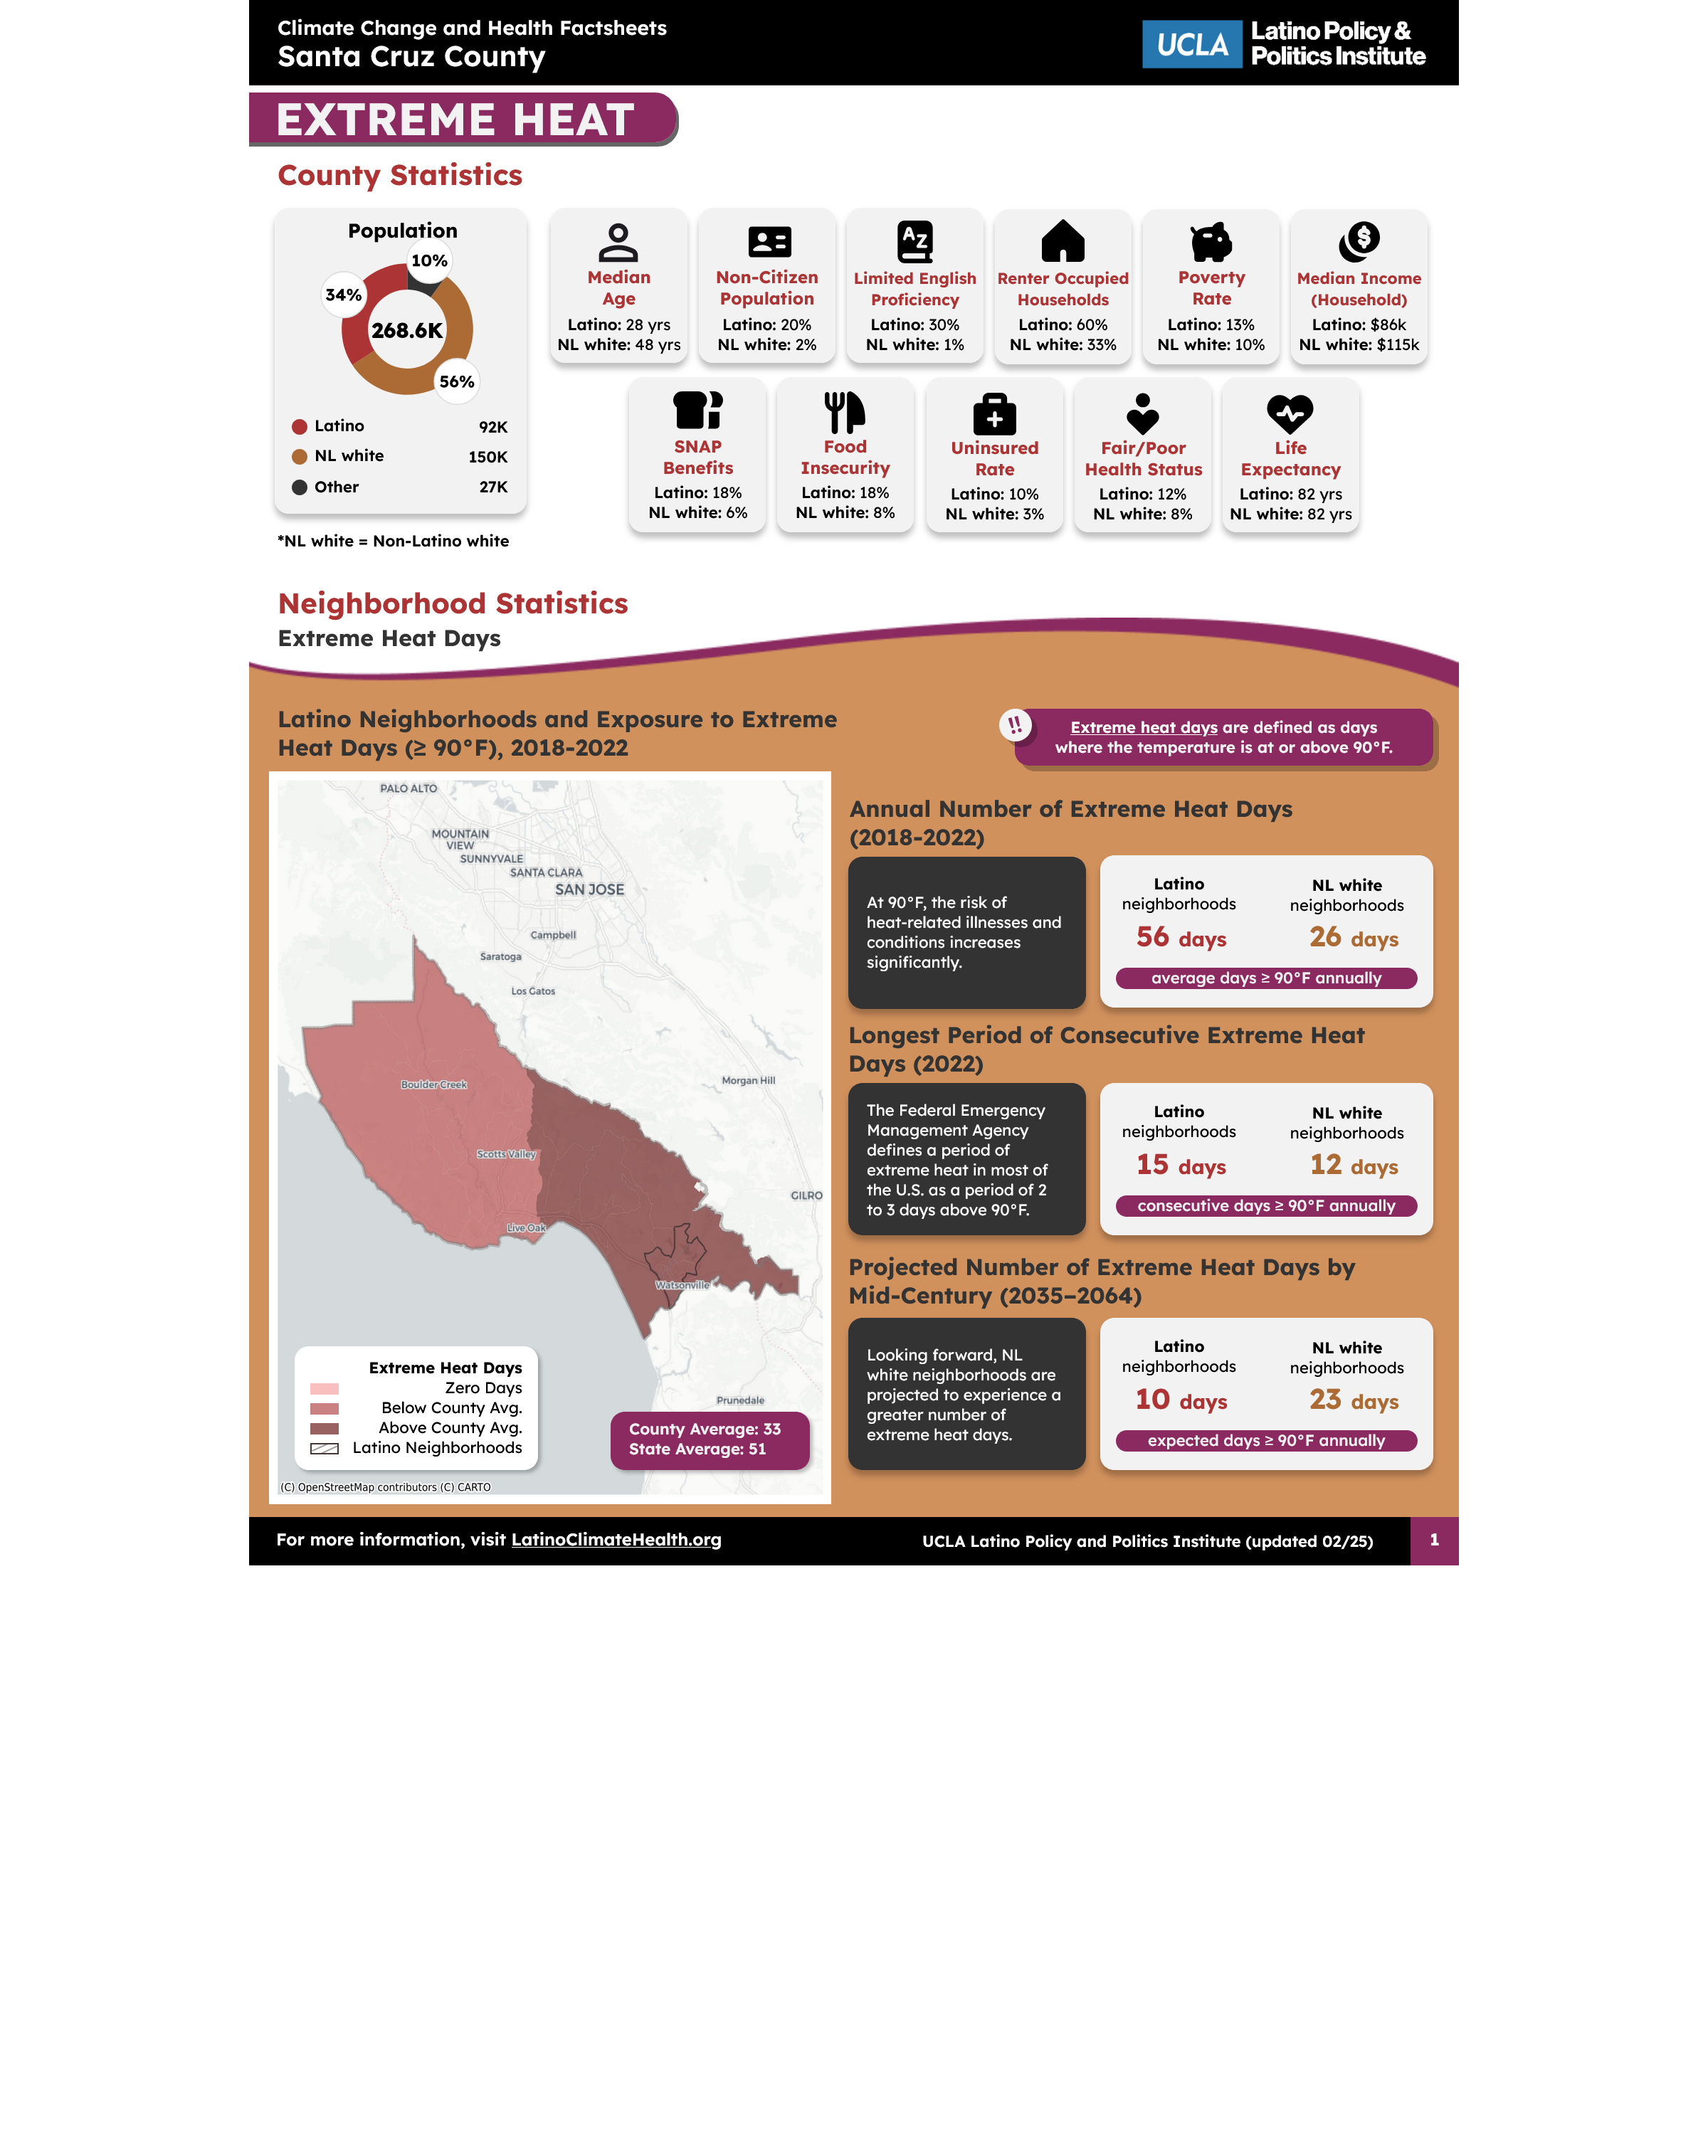 Climate Change and Health Factsheets
Santa Cruz County
UCLA
Latino Policy &
Politics Institute
EXTREME HEAT
County Statistics
Population
10%
34%
268.6K
56%
Latino 92K
NL white 150K
Other 27K
*NL white = Non-Latino white
Median
Age
Latino: 28 yrs
NL white: 48 yrs
Non-Citizen
Population
Latino: 20%
NL white: 2%
A Z
Limited English
Proficiency
Latino: 30%
NL white: 1%
Renter Occupied
Households
Latino: 60%
NL white: 33%
Poverty
Rate
Latino: 13%
NL white: 10%
$
Median Income
(Household)
Latino: $86k
NL white: $115k
SNAP
Benefits
Latino: 18%
NL white: 6%
Food
Insecurity
Latino: 18%
NL white: 8%
Uninsured
Rate
Latino: 10%
NL white: 3%
Fair/Poor
Health Status
Latino: 12%
NL white: 8%
Life
Expectancy
Latino: 82 yrs
NL white: 82 yrs
Neighborhood Statistics
Extreme Heat Days
Latino Neighborhoods and Exposure to Extreme
Heat Days (≥ 90°F), 2018-2022
PALO ALTO
MOUNTAIN
VIEW
SUNNYVALE
SANTA CLARA
SAN JOSE
Campbell
Saratoga
Los Gatos
Morgan Hill
Boulder Creek
Scotts Valley
GILRO
Live Oak
Watsonville
Prunedale
Extreme Heat Days
Zero Days
Below County Avg.
Above County Avg.
Latino Neighborhoods
County Average: 33
State Average: 51
(C) OpenStreetMap contributors (C) CARTO
!!
Extreme heat days are defined as days
where the temperature is at or above 90°F.
Annual Number of Extreme Heat Days
(2018-2022)
At 90°F, the risk of
heat-related illnesses and
conditions increases
significantly.
Latino
neighborhoods
56 days
NL white
neighborhoods
26 days
average days ≥ 90°F annually
Longest Period of Consecutive Extreme Heat
Days (2022)
The Federal Emergency
Management Agency
defines a period of
extreme heat in most of
the U.S. as a period of 2
to 3 days above 90°F.
Latino
neighborhoods
15 days
NL white
neighborhoods
12 days
consecutive days ≥ 90°F annually
Projected Number of Extreme Heat Days by
Mid-Century (2035–2064)
Looking forward, NL
white neighborhoods are
projected to experience a
greater number of
extreme heat days.
Latino
neighborhoods
10 days
NL white
neighborhoods
23 days
expected days ≥ 90°F annually
For more information, visit LatinoClimateHealth.org
UCLA Latino Policy and Politics Institute (updated 02/25)
1